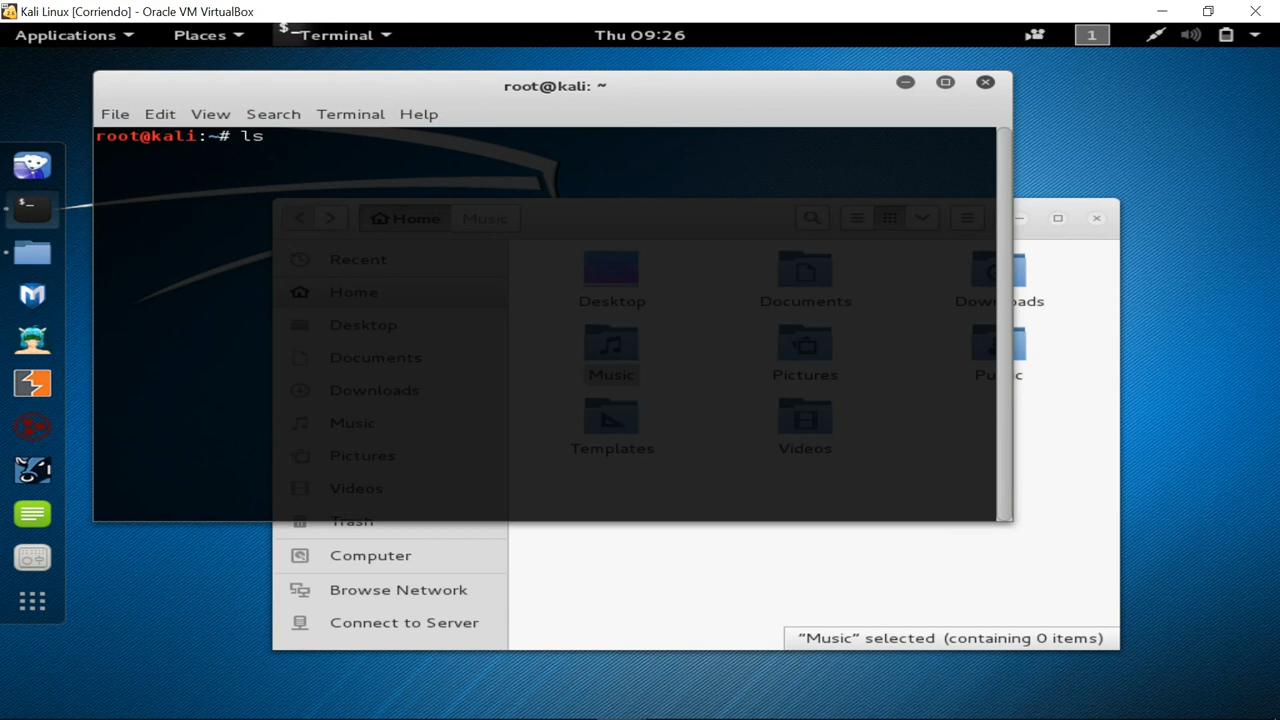 Kali Linux [Corriendo] - Oracle VM VirtualBox
Applications Places Terminal Thu 09:26 1
root@kali: ~
File Edit View Search Terminal Help
root@kali:~# ls
Home Music
Recent
Home
Desktop
Documents
Downloads
Music
Pictures
Videos
Trash
Computer
Browse Network
Connect to Server
Desktop Documents Downloads
Music Pictures Public
Templates Videos
"Music" selected (containing 0 items)